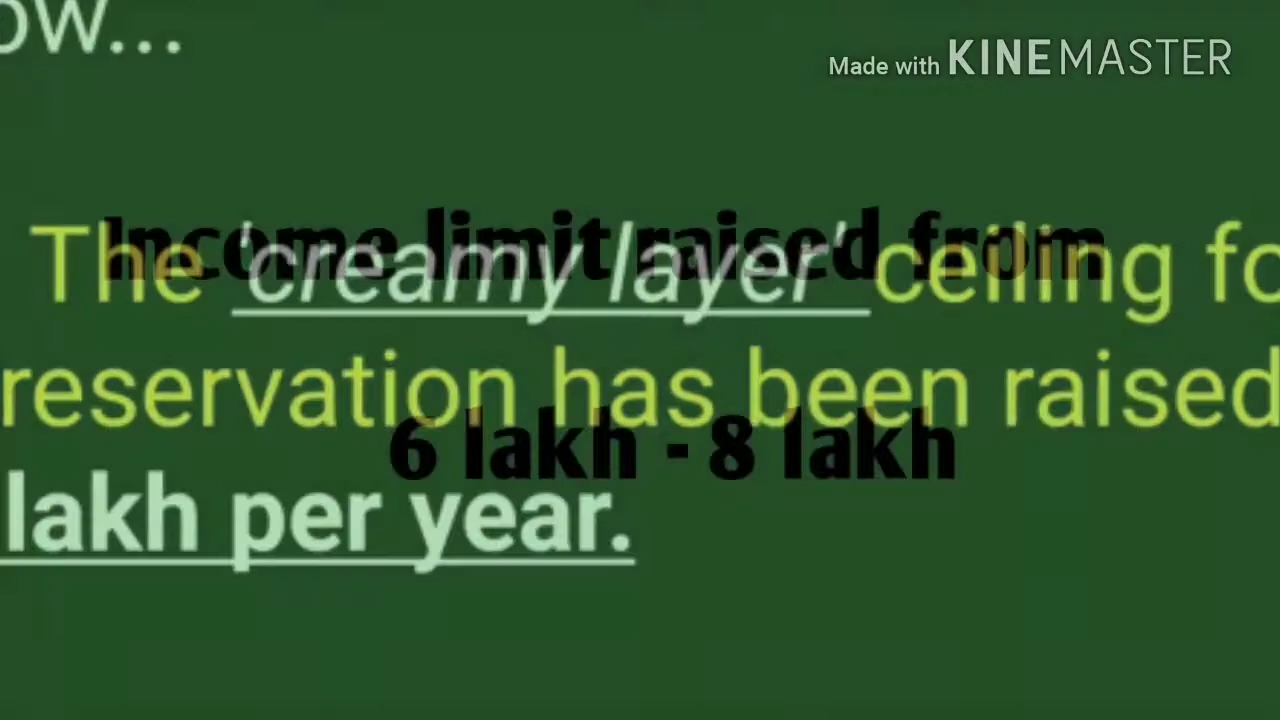 ow...
Made with KINEMASTER
Income limit raised from
The 'creamy layer' ceiling fo
reservation has been raised
6 lakh - 8 lakh
lakh per year.